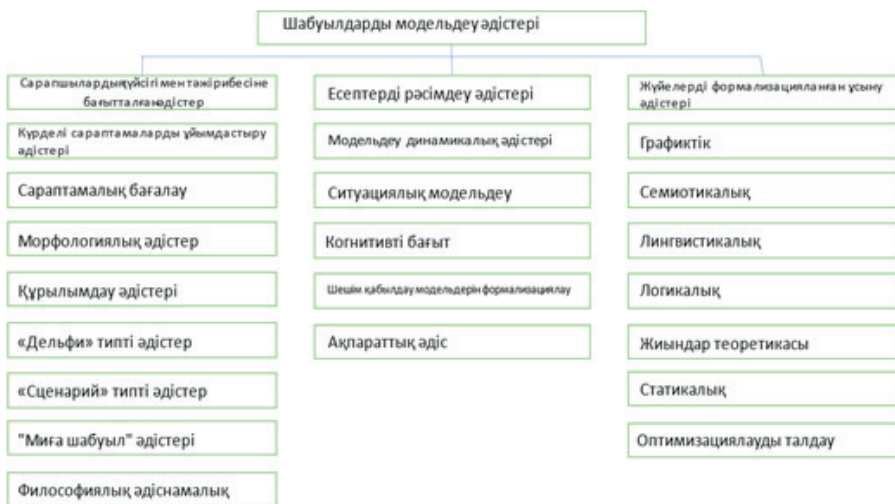 Шабуылдарды модельдеу әдістері
Сарапшылардың түйсігі мен тәжірибесіне
бағытталған әдістер
Күрделі сараптамаларды ұйымдастыру
әдістері
Сараптамалық бағалау
Морфологиялық әдістер
Құрылымдау әдістері
«Дельфи» типті әдістер
«Сценарий» типті әдістер
"Миға шабуыл" әдістері
Философиялық әдіснамалық
Есептерді рәсімдеу әдістері
Модельдеу динамикалық әдістері
Ситуациялық модельдеу
Когнитивті бағыт
Шешім қабылдау модельдерін формализациялау
Ақпараттық әдіс
Жүйелерді формализацияланған ұсыну
әдістері
Графиктік
Семиотикалық
Лингвистикалық
Логикалық
Жиындар теоретикасы
Статикалық
Оптимизациялауды талдау